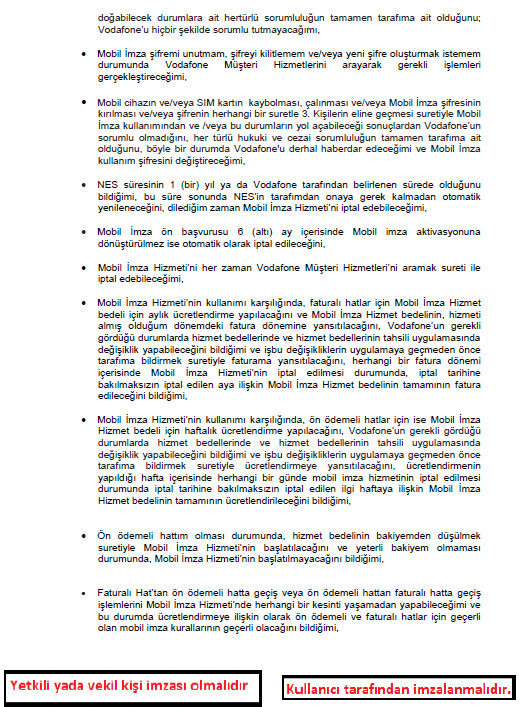 doğabilecek durumlara ait hertürlü sorumluluğun tamamen tarafıma ait olduğunu;
Vodafone'u hiçbir şekilde sorumlu tutmayacağımı,
• Mobil İmza şifremi unutmam, şifreyi kilitlemem ve/veya yeni şifre oluşturmak istemem
durumunda Vodafone Müşteri Hizmetlerini arayarak gerekli işlemleri
gerçekleştireceğimi,
• Mobil cihazın ve/veya SIM kartın kaybolması, çalınması ve/veya Mobil İmza şifresinin
kırılması ve/veya şifrenin herhangi bir suretle 3. Kişilerin eline geçmesi suretiyle Mobil
İmza kullanımından ve /veya bu durumların yol açabileceği sonuçlardan Vodafone'un
sorumlu olmadığını, her türlü hukuki ve cezai sorumluluğun tamamen tarafıma ait
olduğunu, böyle bir durumda Vodafone'u derhal haberdar edeceğimi ve Mobil İmza
kullanım şifresini değiştireceğimi,
• NES süresinin 1 (bir) yıl ya da Vodafone tarafından belirlenen sürede olduğunu
bildiğimi, bu süre sonunda NES'in tarafımdan onaya gerek kalmadan otomatik
yenileneceğini, dilediğim zaman Mobil İmza Hizmeti'ni iptal edebileceğimi,
• Mobil İmza ön başvurusu 6 (altı) ay içerisinde Mobil imza aktivasyonuna
dönüştürülmez ise otomatik olarak iptal edileceğini,
• Mobil İmza Hizmeti'ni her zaman Vodafone Müşteri Hizmetleri'ni aramak sureti ile
iptal edebileceğimi,
• Mobil İmza Hizmeti'nin kullanımı karşılığında, faturalı hatlar için Mobil İmza Hizmet
bedeli için aylık ücretlendirme yapılacağını ve Mobil İmza Hizmet bedelinin, hizmeti
almış olduğum dönemdeki fatura dönemine yansıtılacağını, Vodafone'un gerekli
gördüğü durumlarda hizmet bedellerinde ve hizmet bedellerinin tahsili uygulamasında
değişiklik yapabileceğini bildiğimi ve işbu değişikliklerin uygulamaya geçmeden önce
tarafıma bildirmek suretiyle faturama yansıtılacağını, herhangi bir fatura dönemi
içerisinde Mobil İmza Hizmeti'nin iptal edilmesi durumunda, iptal tarihine
bakılmaksızın iptal edilen aya ilişkin Mobil İmza Hizmet bedelinin tamamının fatura
edileceğini bildiğimi,
• Mobil İmza Hizmeti'nin kullanımı karşılığında, ön ödemeli hatlar için ise Mobil İmza
Hizmet bedeli için haftalık ücretlendirme yapılacağını, Vodafone'un gerekli gördüğü
durumlarda hizmet bedellerinde ve hizmet bedellerinin tahsili uygulamasında
değişiklik yapabileceğini bildiğimi ve işbu değişikliklerin uygulamaya geçmeden önce
tarafıma bildirmek suretiyle ücretlendirmeye yansıtılacağını, ücretlendirmenin
yapıldığı hafta içerisinde herhangi bir günde mobil imza hizmetinin iptal edilmesi
durumunda iptal tarihine bakılmaksızın iptal edilen ilgi haftaya ilişkin Mobil İmza
Hizmet bedelinin tamamının ücretlendirileceğini bildiğimi,
• Ön ödemeli hattım olması durumunda, hizmet bedelinin bakiyemden düşülmek
suretiyle Mobil İmza Hizmeti'nin başlatılacağını ve yeterli bakiyem olmaması
durumunda, Mobil İmza Hizmeti'nin başlatılmayacağını bildiğimi,
• Faturalı Hat'tan ön ödemeli hatta geçiş veya ön ödemeli hattan faturalı hatta geçiş
işlemlerini Mobil İmza Hizmeti'nde herhangi bir kesinti yaşamadan yapabileceğimi ve
bu durumda ücretlendirmeye ilişkin olarak ön ödemeli ve faturalı hatlar için geçerli
olan mobil imza kurallarının geçerli olacağını bildiğimi,
Yetkili yada vekil kişi imzası olmalıdır
Kullanıcı tarafından imzalanmalıdır.